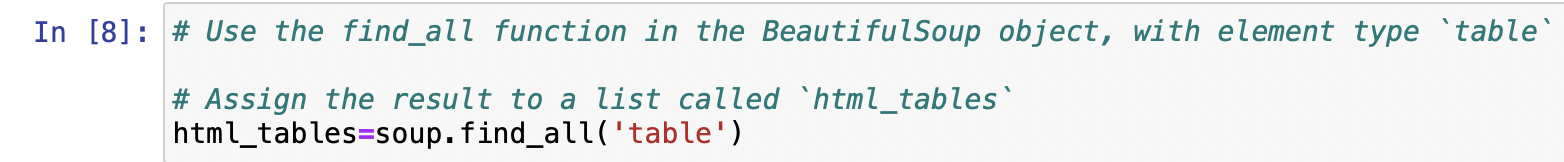 In [8]: # Use the find_all function in the BeautifulSoup object, with element type `table`
# Assign the result to a list called `html_tables`
html_tables=soup.find_all('table')